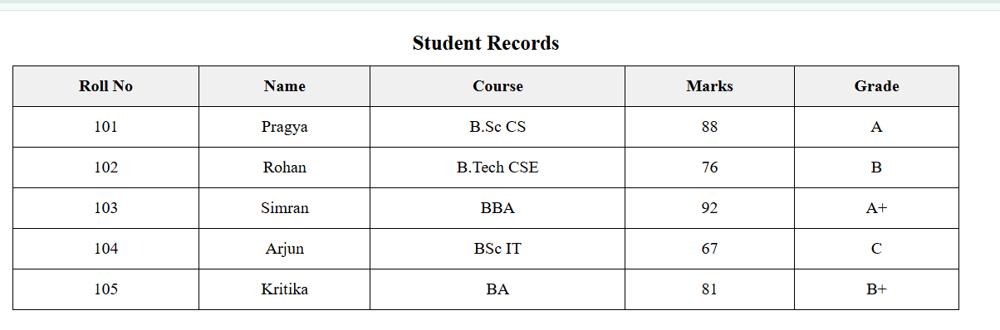 Student Records
Roll No Name Course Marks Grade
101 Pragya B.Sc CS 88 A
102 Rohan B.Tech CSE 76 B
103 Simran BBA 92 A+
104 Arjun BSc IT 67 C
105 Kritika BA 81 B+